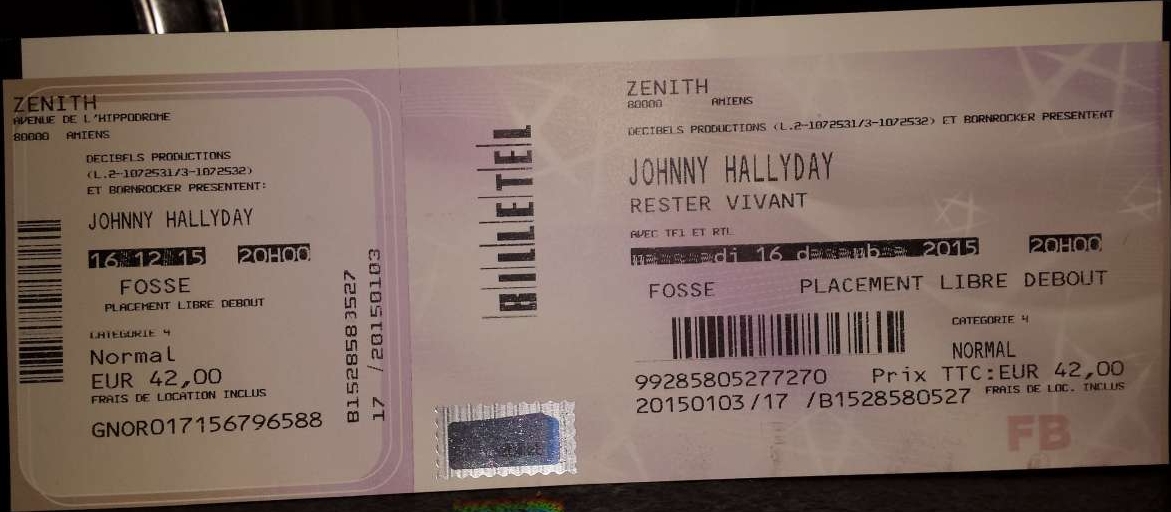 ZENITH
AVENUE DE L'HIPPODROME
80000 AMIENS
DECIBELS PRODUCTIONS
(L.2-1072531/3-1072532)
ET BORNROCKER PRESENTENT:
JOHNNY HALLYDAY
16 12 15 20H00
FOSSE
PLACEMENT LIBRE DEBOUT
CATEGORIE 4
Normal
EUR 42,00
FRAIS DE LOCATION INCLUS
GNOR017156796588
B1528583527
17 /20150103
BILLETEL
ZENITH
80000 AMIENS
DECIBELS PRODUCTIONS (L.2-1072531/3-1072532) ET BORNROCKER PRESENTENT
JOHNNY HALLYDAY
RESTER VIVANT
AVEC TF1 ET RTL
mercredi 16 decembre 2015 20H00
FOSSE PLACEMENT LIBRE DEBOUT
CATEGORIE 4
NORMAL
99285805277270 Prix TTC:EUR 42,00
20150103/17 /B1528580527 FRAIS DE LOC. INCLUS
FB